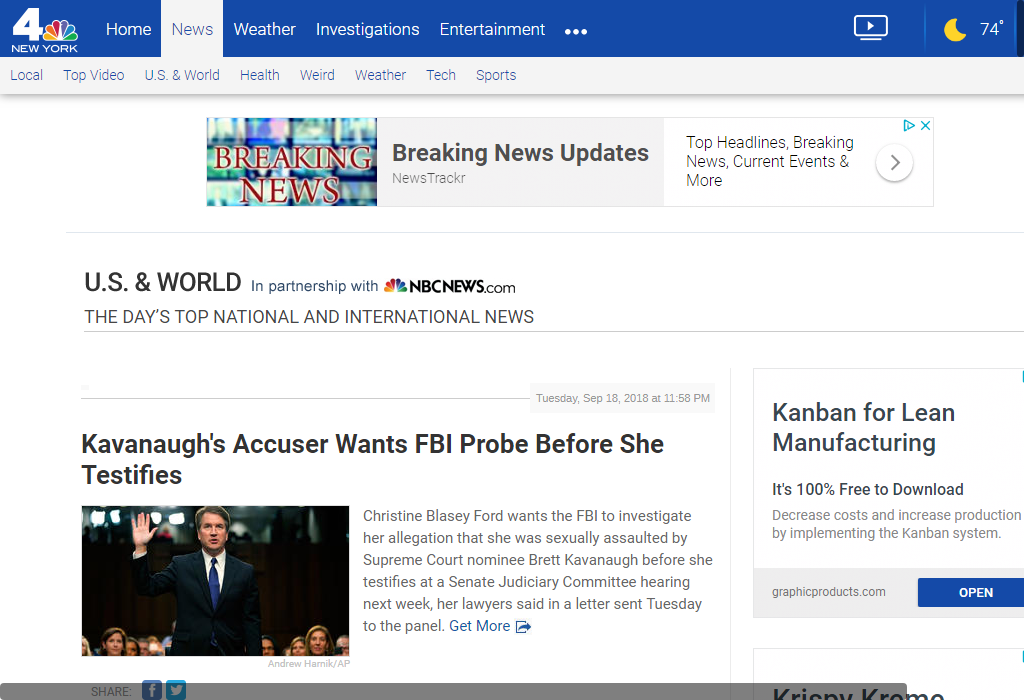 4
NEW YORK
Home News Weather Investigations Entertainment ••• 74°
Local Top Video U.S. & World Health Weird Weather Tech Sports
BREAKING NEWS
Breaking News Updates
NewsTrackr
Top Headlines, Breaking
News, Current Events &
More
U.S. & WORLD In partnership with NBCNEWS.com
THE DAY'S TOP NATIONAL AND INTERNATIONAL NEWS
Tuesday, Sep 18, 2018 at 11:58 PM
Kavanaugh's Accuser Wants FBI Probe Before She
Testifies
Christine Blasey Ford wants the FBI to investigate
her allegation that she was sexually assaulted by
Supreme Court nominee Brett Kavanaugh before she
testifies at a Senate Judiciary Committee hearing
next week, her lawyers said in a letter sent Tuesday
to the panel. Get More
Andrew Harnik/AP
SHARE:
Kanban for Lean
Manufacturing
It's 100% Free to Download
Decrease costs and increase production
by implementing the Kanban system.
graphicproducts.com OPEN
Krispy Kreme